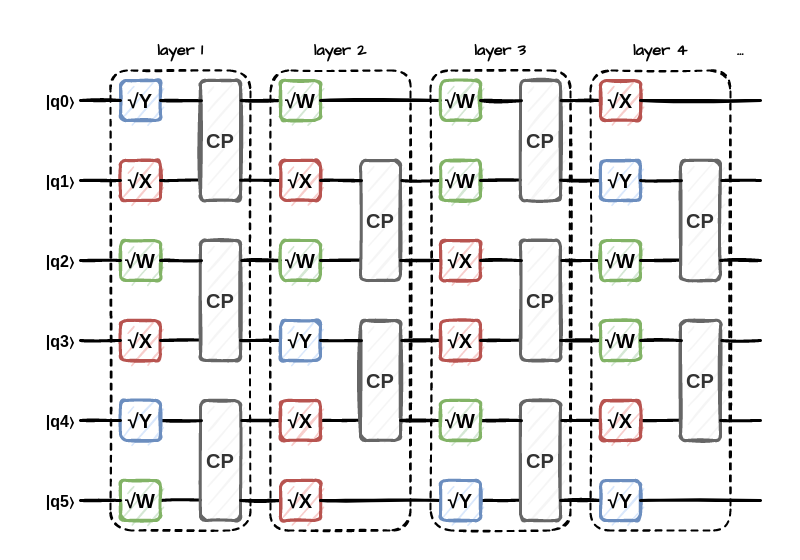 layer 1 layer 2 layer 3 layer 4 ...
|q0⟩ √Y √W √W √X
CP CP
|q1⟩ √X √X √W √Y
CP CP
|q2⟩ √W √W √X √W
CP CP
|q3⟩ √X √Y √X √W
CP CP
|q4⟩ √Y √X √W √X
CP CP
|q5⟩ √W √X √Y √Y